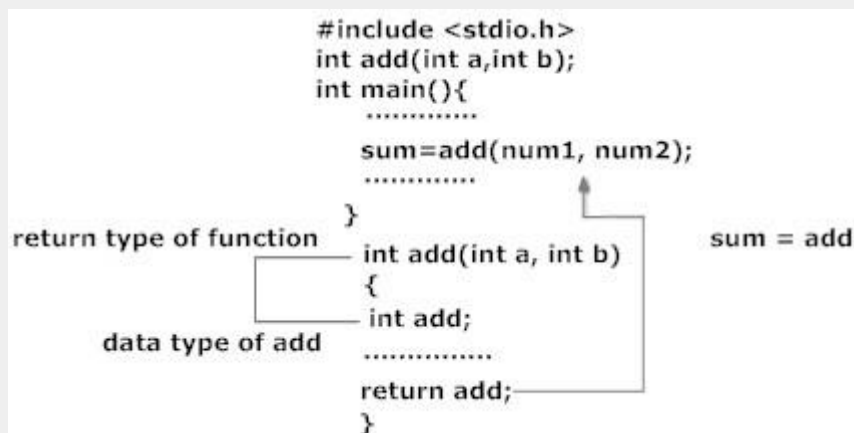 #include <stdio.h>
int add(int a,int b);
int main(){
.............
sum=add(num1, num2);
.............
}
return type of function
sum = add
int add(int a, int b)
{
int add;
data type of add
...............
return add;
}